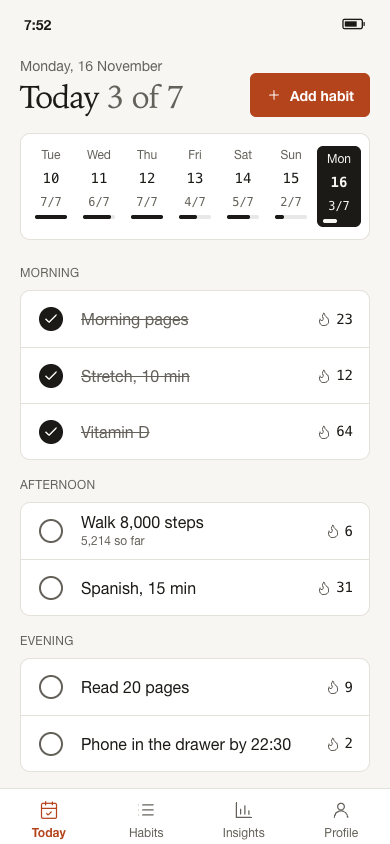 7:52
Monday, 16 November
Today 3 of 7
Add habit
Tue Wed Thu Fri Sat Sun Mon
10 11 12 13 14 15 16
7/7 6/7 7/7 4/7 5/7 2/7 3/7
MORNING
Morning pages 23
Stretch, 10 min 12
Vitamin D 64
AFTERNOON
Walk 8,000 steps 6
5,214 so far
Spanish, 15 min 31
EVENING
Read 20 pages 9
Phone in the drawer by 22:30 2
Today Habits Insights Profile